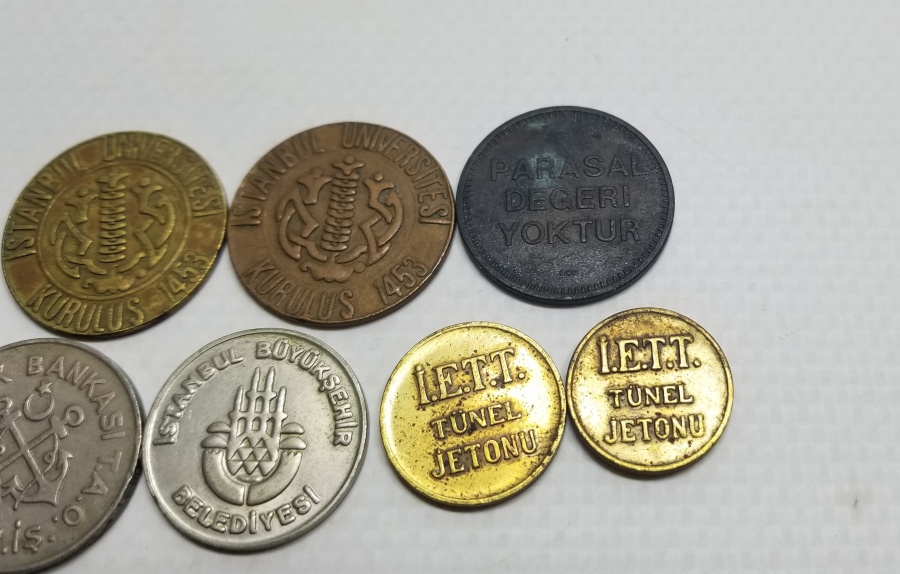 İSTANBUL ÜNİVERSİTESİ
KURULUŞ 1453
İSTANBUL ÜNİVERSİTESİ
KURULUŞ 1453
PARASAL
DEĞERİ
YOKTUR
BANKASI T.A.O.
İŞ.
İSTANBUL BÜYÜKŞEHİR
BELEDİYESİ
İ.E.T.T.
TÜNEL
JETONU
İ.E.T.T.
TÜNEL
JETONU